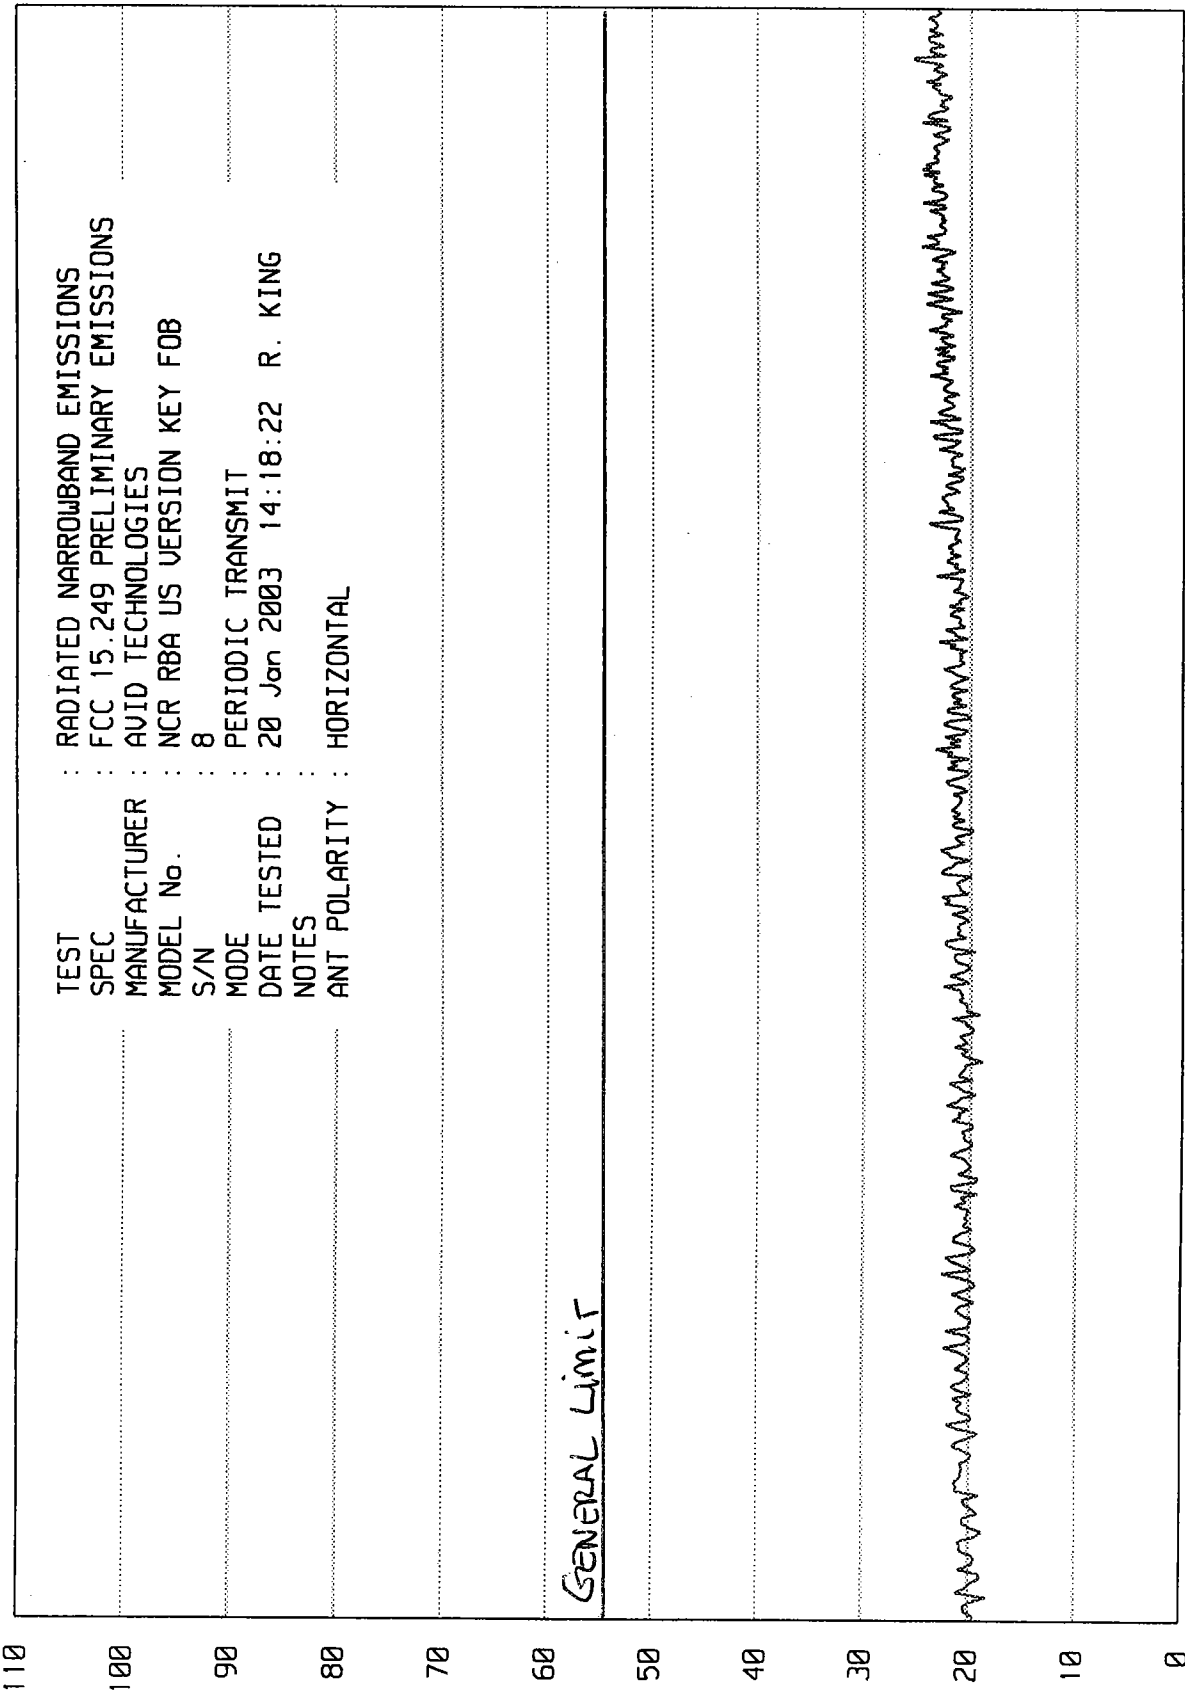 TEST : RADIATED NARROWBAND EMISSIONS
SPEC : FCC 15.249 PRELIMINARY EMISSIONS
MANUFACTURER : AVID TECHNOLOGIES
MODEL No. : NCR RBA US VERSION KEY FOB
S/N : 8
MODE : PERIODIC TRANSMIT
DATE TESTED : 20 Jan 2003 14:18:22 R. KING
NOTES :
ANT POLARITY : HORIZONTAL
110
100
90
80
70
60
GENERAL Limit
50
40
30
20
10
0